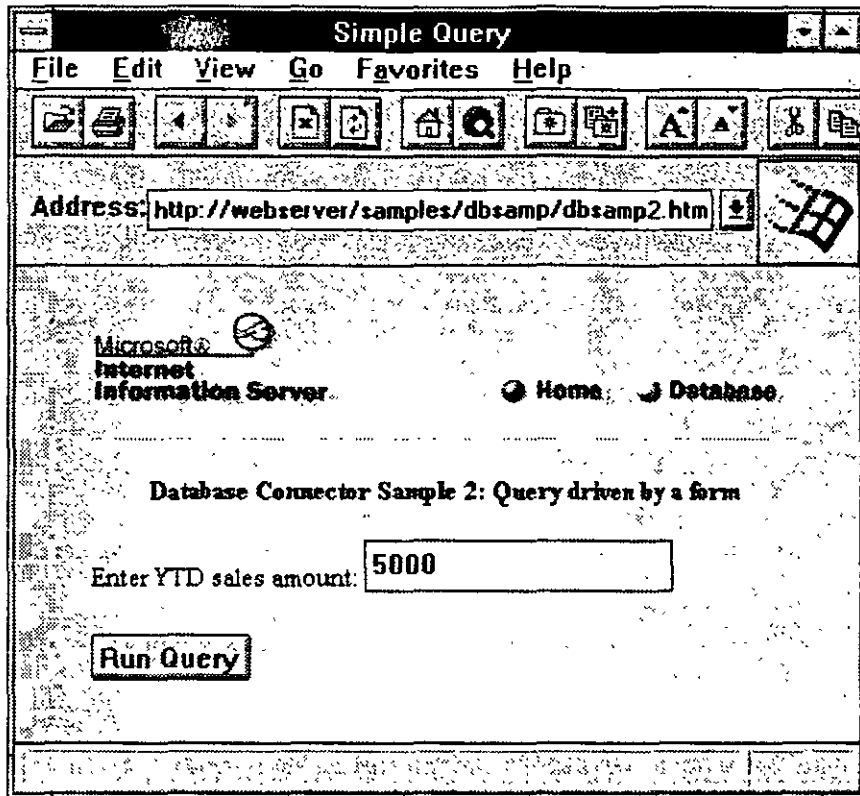 Simple Query
File Edit View Go Favorites Help
Address: http://webserver/samples/dbsamp/dbsamp2.htm
Microsoft®
Internet
Information Server
Home Database
Database Connector Sample 2: Query driven by a form
Enter YTD sales amount: 5000
Run Query